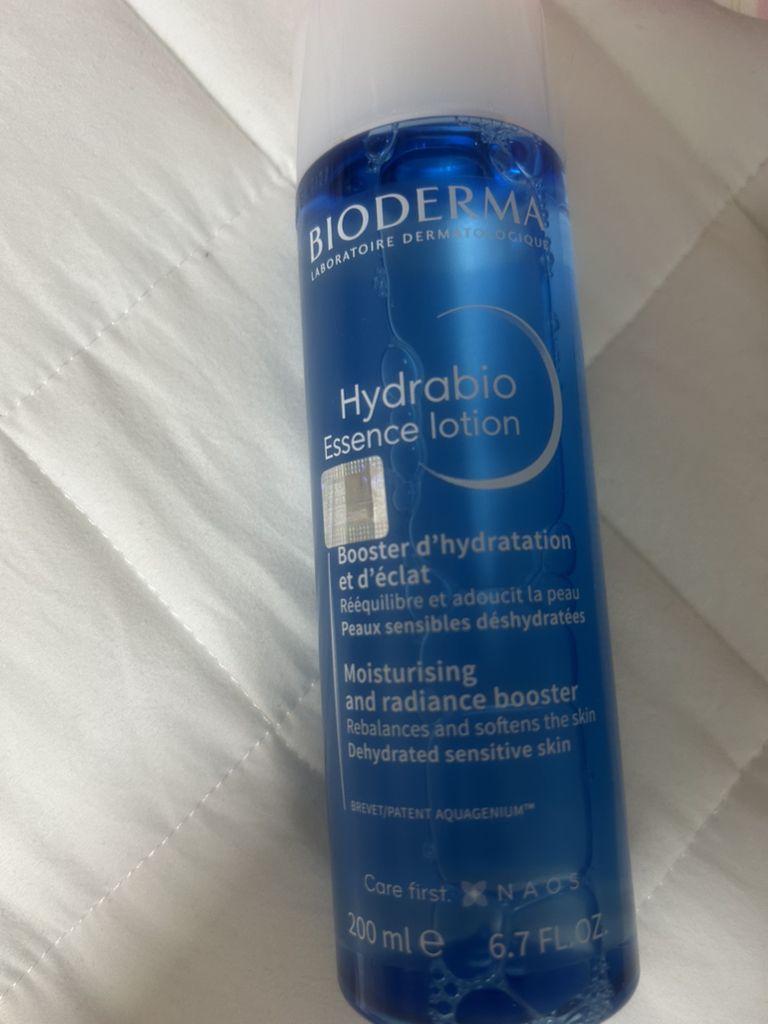 BIODERMA
LABORATOIRE DERMATOLOGIQUE
Hydrabio
Essence lotion
Booster d'hydratation
et d'éclat
Rééquilibre et adoucit la peau
Peaux sensibles déshydratées
Moisturising
and radiance booster
Rebalances and softens the skin
Dehydrated sensitive skin
BREVET/PATENT AQUAGENIUM™
Care first. NAOS
200 ml ℮ 6.7 FL.OZ.